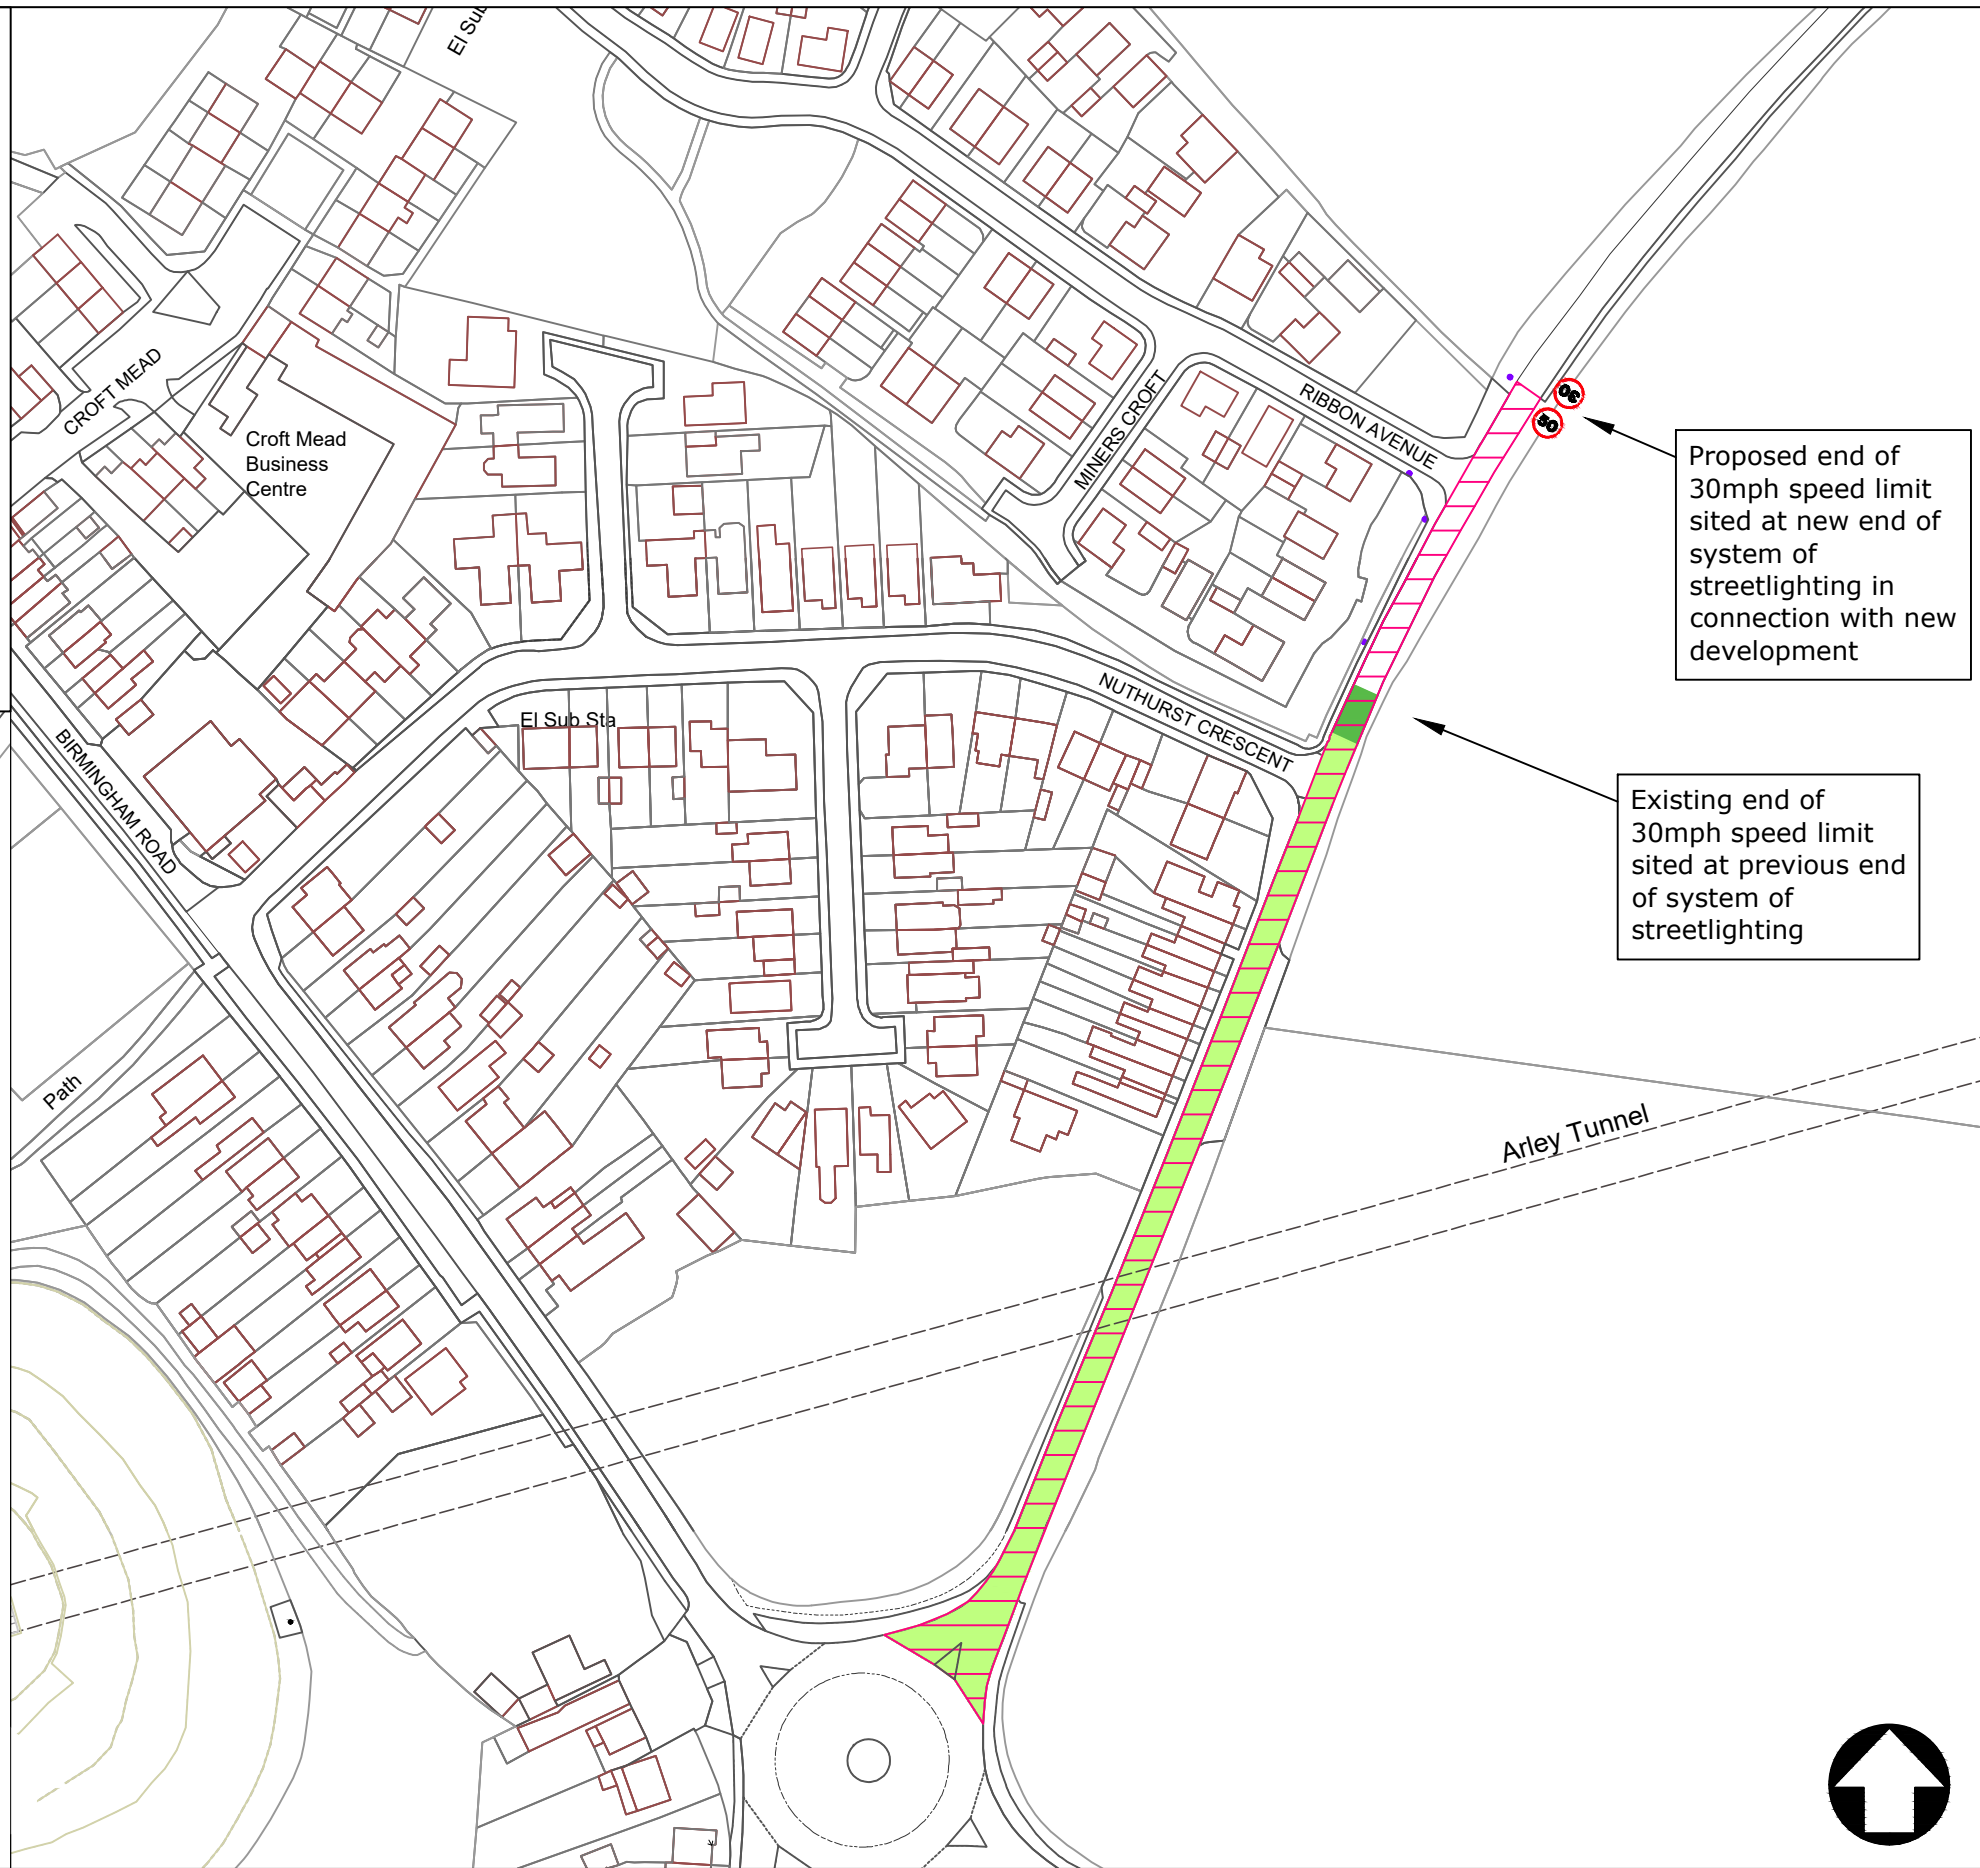 El Sub
CROFT MEAD
Croft Mead
Business
Centre
MINERS CROFT
RIBBON AVENUE
30
50
Proposed end of
30mph speed limit
sited at new end of
system of
streetlighting in
connection with new
development
NUTHURST CRESCENT
El Sub Sta
BIRMINGHAM ROAD
Existing end of
30mph speed limit
sited at previous end
of system of
streetlighting
Path
Arley Tunnel